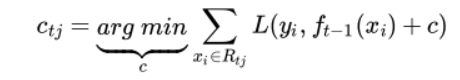 $c_{tj} = \underbrace{arg\ min}_{c} \sum_{x_i \in R_{tj}} L(y_i, f_{t-1}(x_i) + c)$